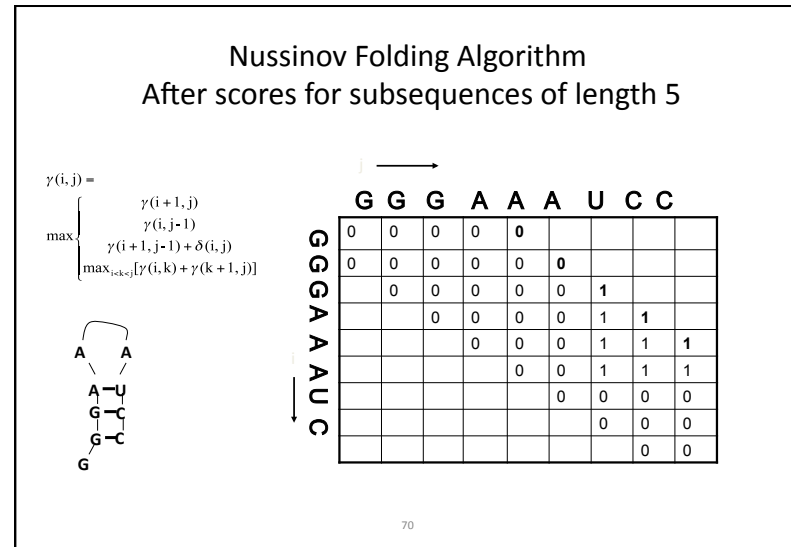 Nussinov Folding Algorithm
After scores for subsequences of length 5
γ(i, j) =
max{
γ(i+1, j)
γ(i, j-1)
γ(i+1, j-1) + δ(i, j)
max i<k<j [γ(i, k) + γ(k+1, j)]
A A
A U
G C
G C
G
j
G G G A A A U C C
i
G 0 0 0 0 0
G 0 0 0 0 0 0
G 0 0 0 0 0 1
A 0 0 0 0 1 1
A 0 0 0 1 1 1
A 0 0 1 1 1
U 0 0 0 0
C 0 0 0
0 0
70